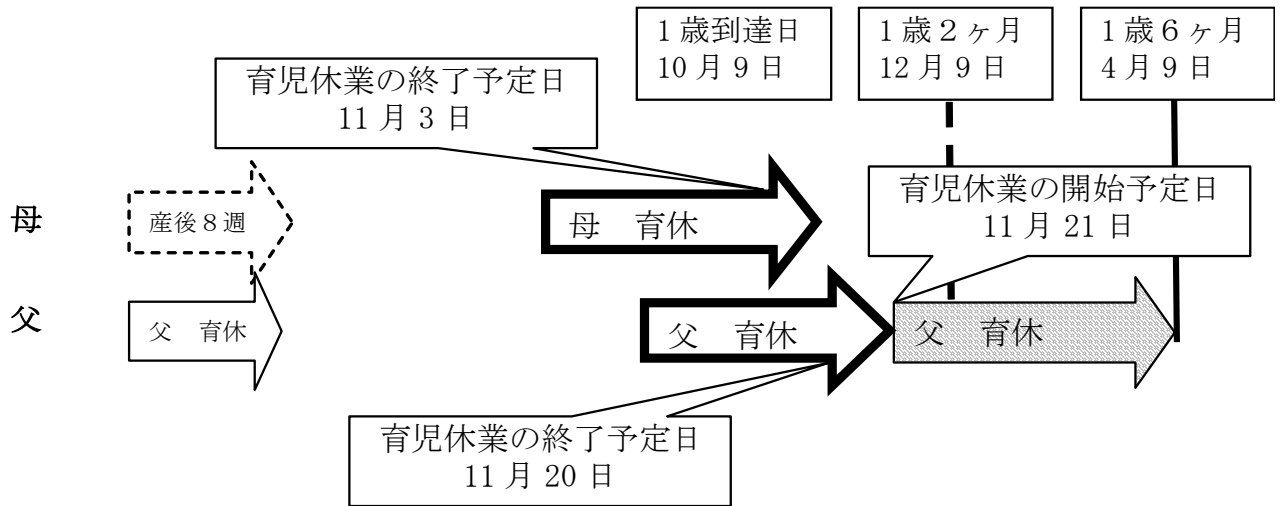 １歳到達日
10月9日
１歳２ヶ月
12月9日
１歳６ヶ月
4月9日
育児休業の終了予定日
11月3日
育児休業の開始予定日
11月21日
母
産後８週
母　育休
父
父　育休
父　育休
父　育休
育児休業の終了予定日
11月20日